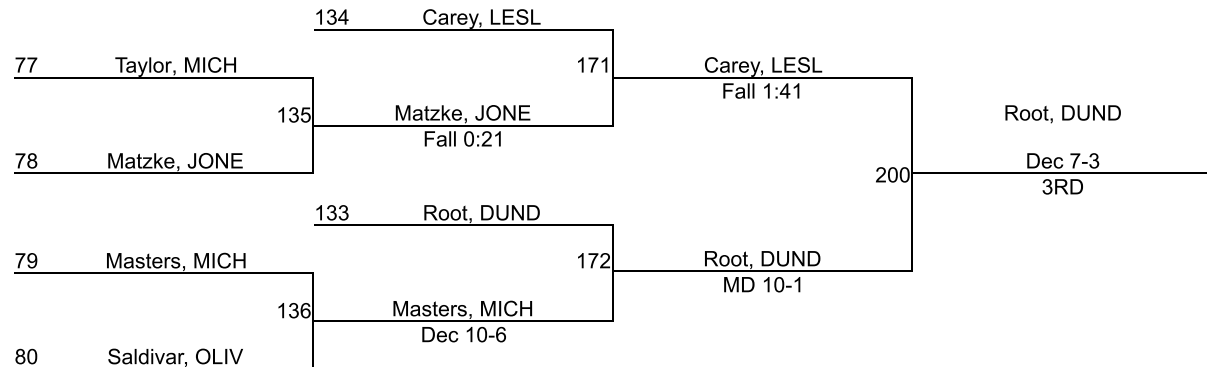 134 Carey, LESL
77 Taylor, MICH
171 Carey, LESL
Fall 1:41
135 Matzke, JONE
Fall 0:21
Root, DUND
78 Matzke, JONE
200 Dec 7-3
3RD
133 Root, DUND
79 Masters, MICH
172 Root, DUND
MD 10-1
136 Masters, MICH
Dec 10-6
80 Saldivar, OLIV